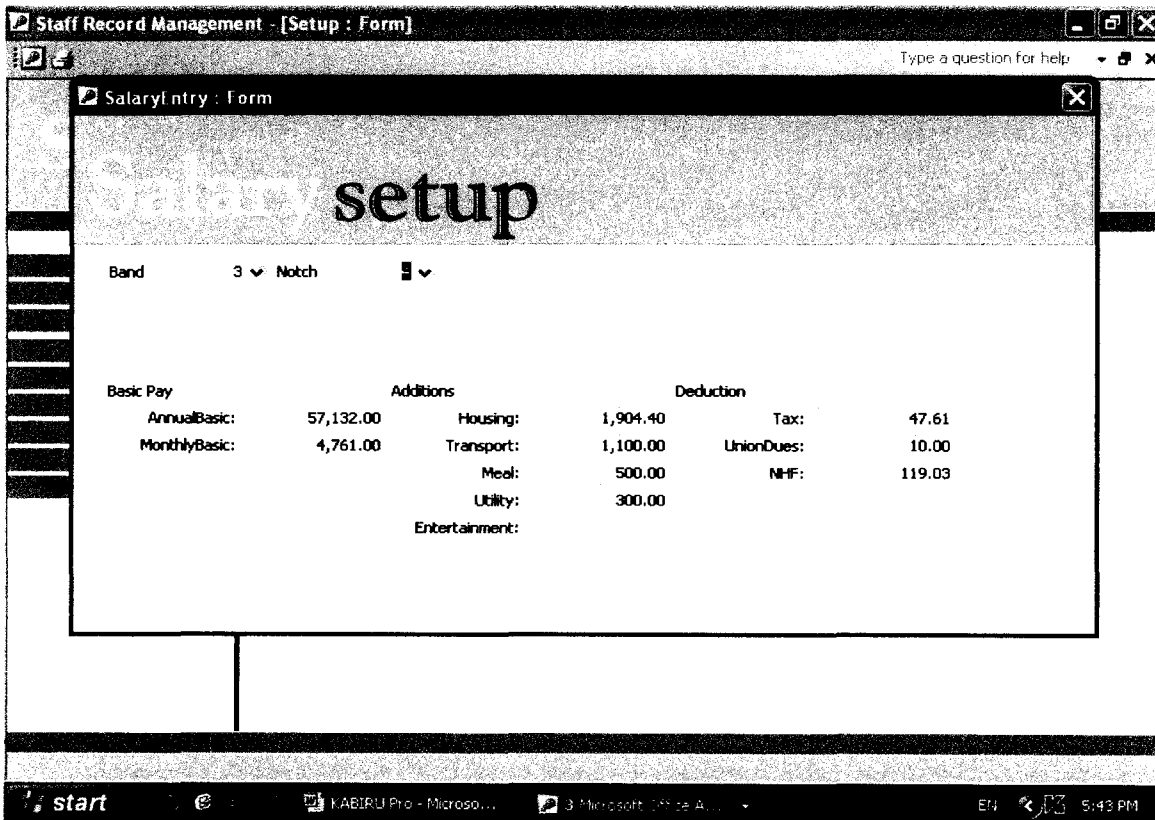 Staff Record Management - [Setup : Form]
Type a question for help
SalaryEntry : Form
Salary setup
Band 3 Notch
Basic Pay Additions Deduction
AnnualBasic: 57,132.00 Housing: 1,904.40 Tax: 47.61
MonthlyBasic: 4,761.00 Transport: 1,100.00 UnionDues: 10.00
Meal: 500.00 NHF: 119.03
Utility: 300.00
Entertainment:
start KABIRU Pro - Microso... 3 Microsoft Office A... EN 5:43 PM